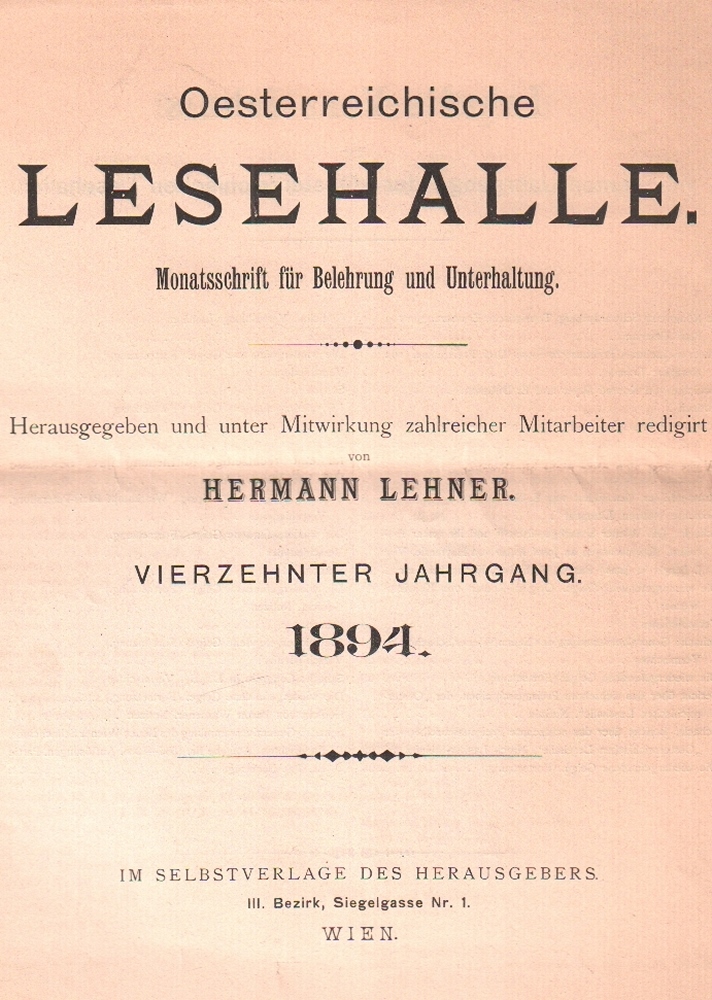 Oesterreichische
LESEHALLE.
Monatsschrift für Belehrung und Unterhaltung.
Herausgegeben und unter Mitwirkung zahlreicher Mitarbeiter redigirt
von
HERMANN LEHNER.
VIERZEHNTER JAHRGANG.
1894.
IM SELBSTVERLAGE DES HERAUSGEBERS.
III. Bezirk, Siegelgasse Nr. 1.
WIEN.